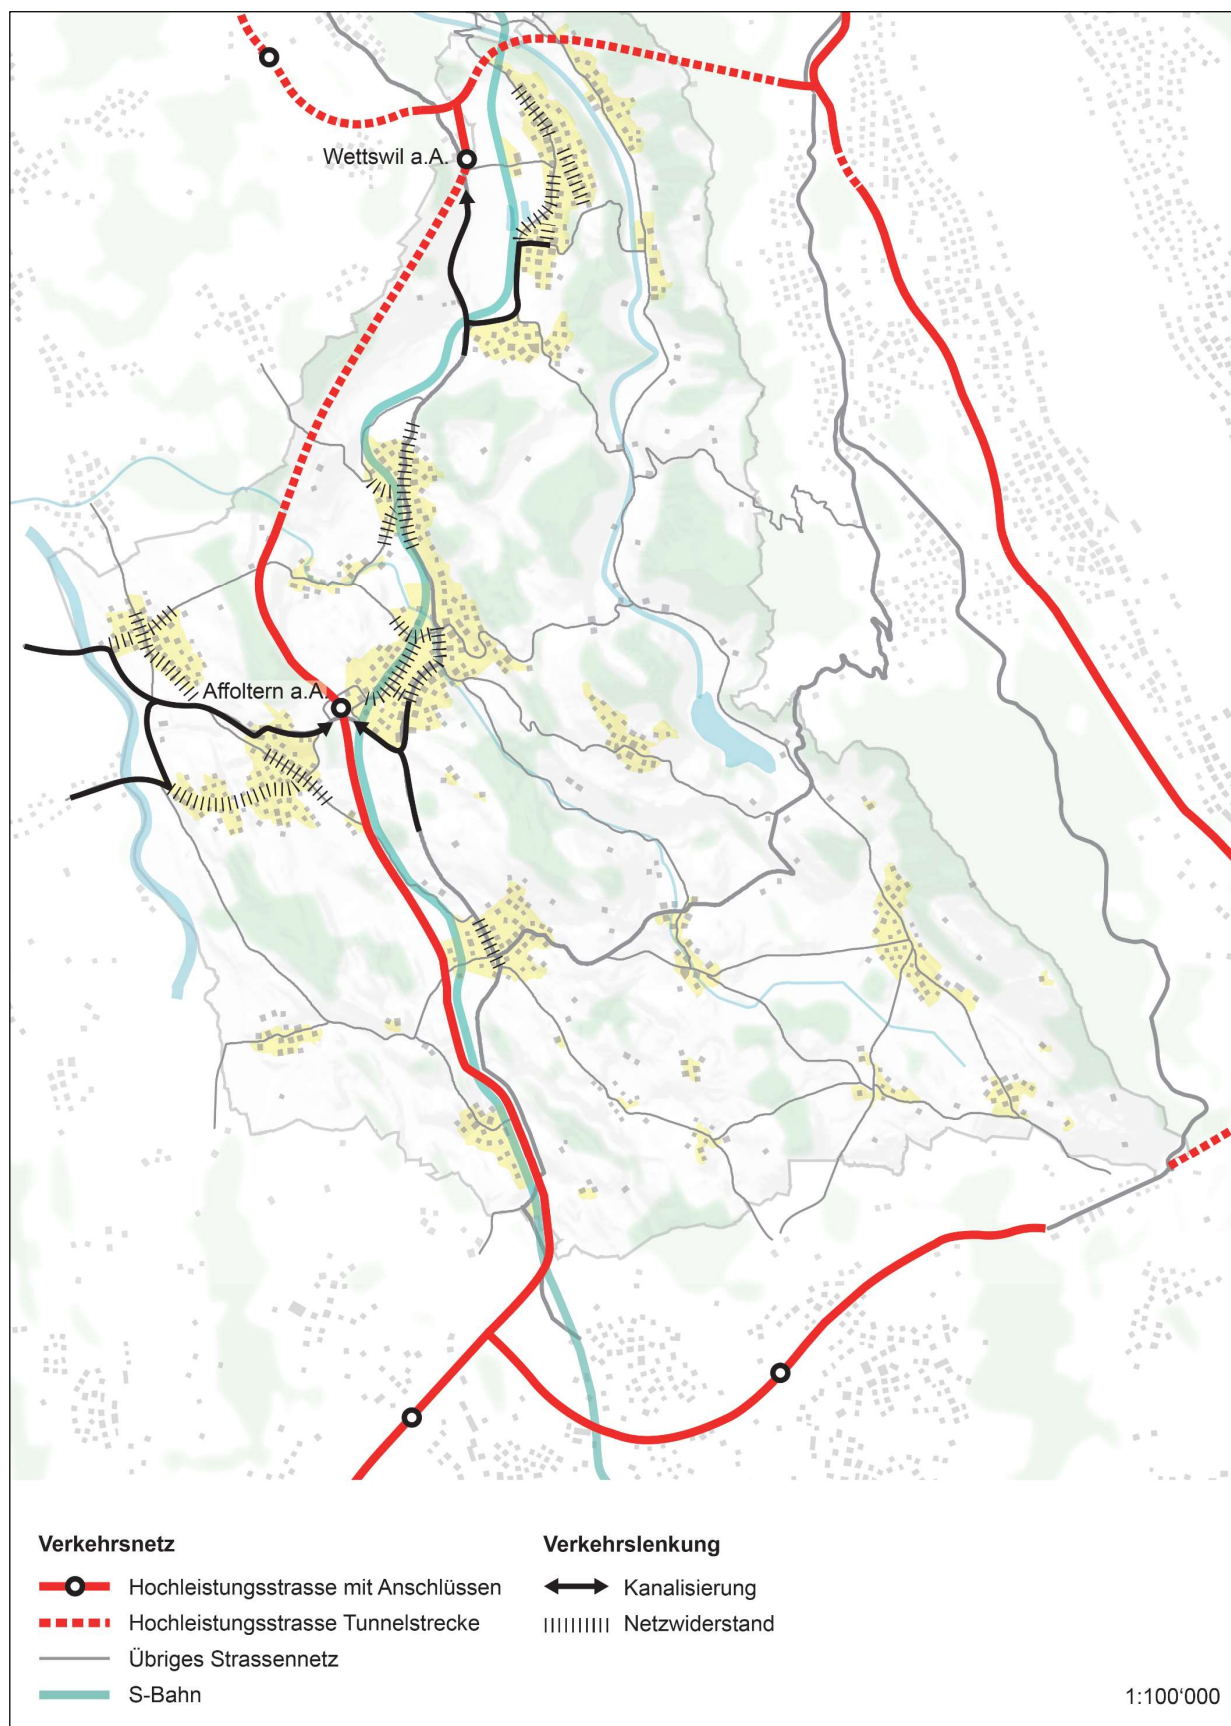 Wettswil a.A.
Affoltern a.A.
Verkehrsnetz
Hochleistungsstrasse mit Anschlüssen
Hochleistungsstrasse Tunnelstrecke
Übriges Strassennetz
S-Bahn
Verkehrslenkung
Kanalisierung
Netzwiderstand
1:100‘000